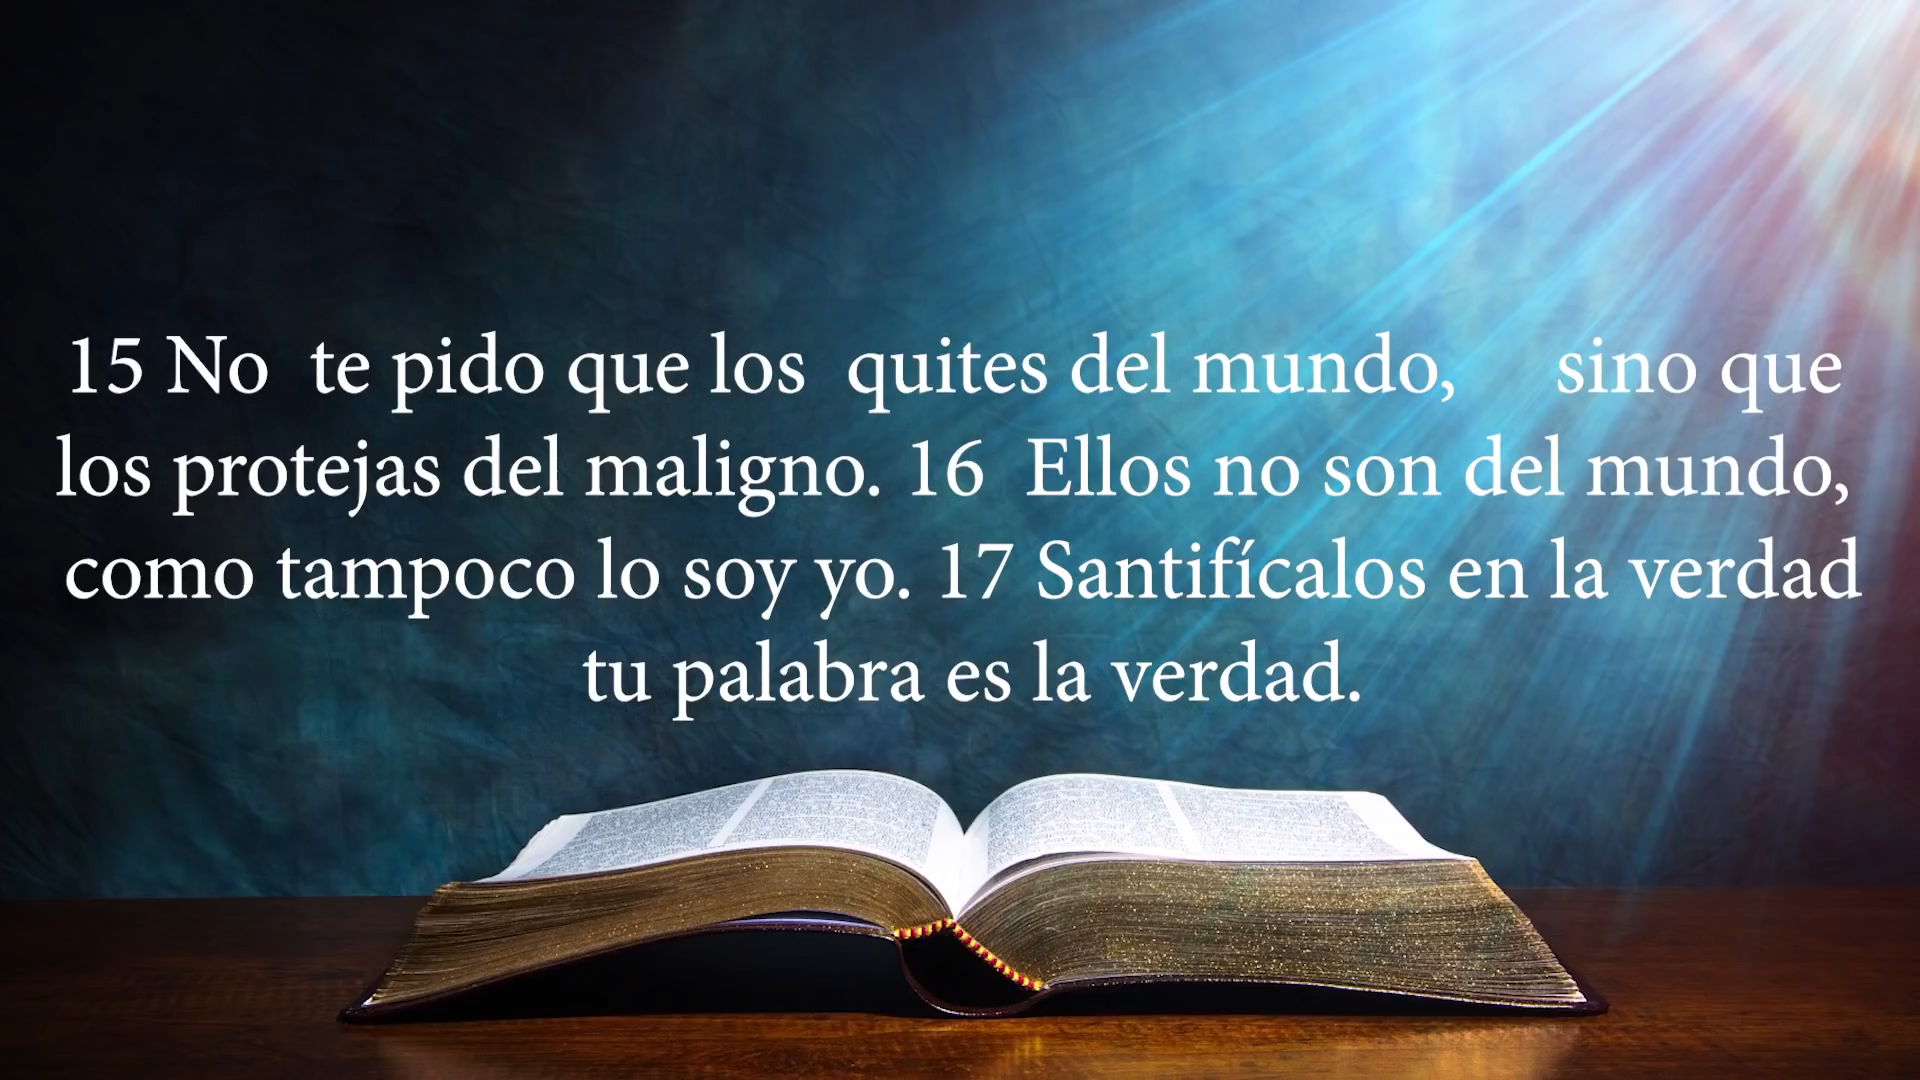 15 No  te pido que los  quites del mundo,     sino que
los protejas del maligno. 16  Ellos no son del mundo,
como tampoco lo soy yo. 17 Santifícalos en la verdad
tu palabra es la verdad.